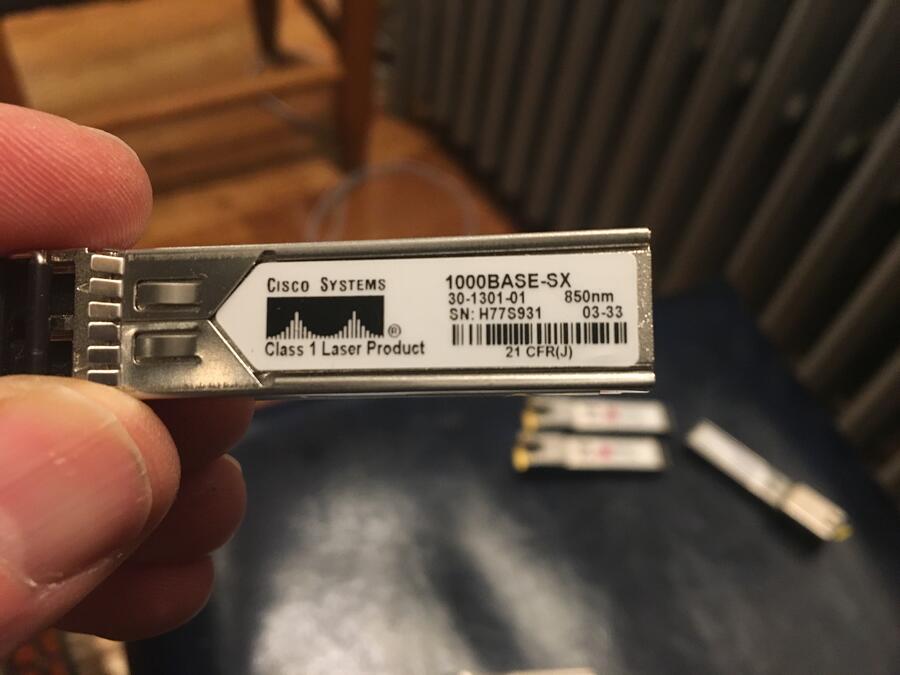 CISCO SYSTEMS
®
Class 1 Laser Product
1000BASE-SX
30-1301-01 850nm
SN: H77S931 03-33
21 CFR(J)